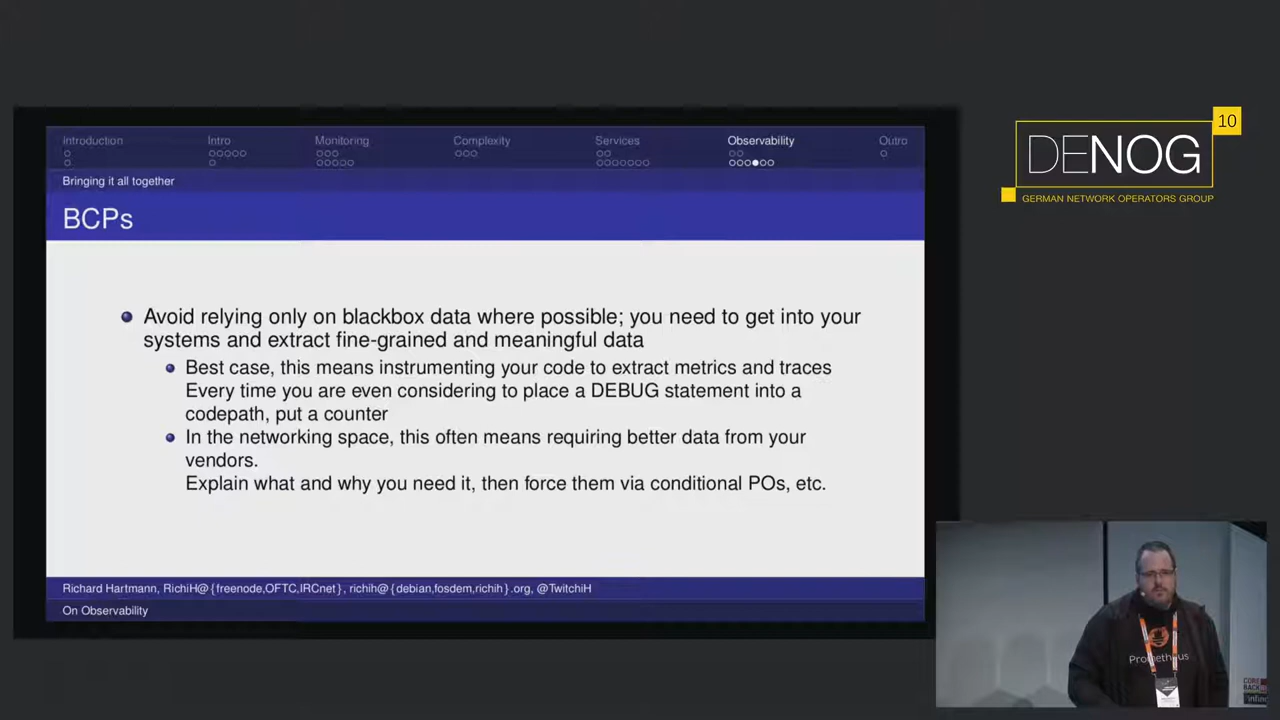 Introduction Intro Monitoring Complexity Services Observability Outro
Bringing it all together
BCPs
Avoid relying only on blackbox data where possible; you need to get into your
systems and extract fine-grained and meaningful data
Best case, this means instrumenting your code to extract metrics and traces
Every time you are even considering to place a DEBUG statement into a
codepath, put a counter
In the networking space, this often means requiring better data from your
vendors.
Explain what and why you need it, then force them via conditional POs, etc.
Richard Hartmann, RichiH@{freenode,OFTC,IRCnet}, richih@{debian,fosdem,richih}.org, @TwitchiH
On Observability
10
DENOG
GERMAN NETWORK OPERATORS GROUP
Prometheus